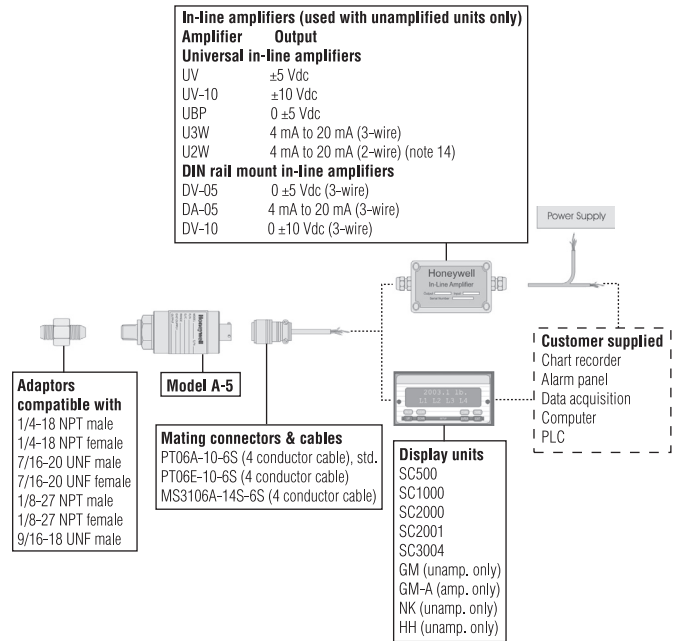 In-line amplifiers (used with unamplified units only)
Amplifier Output
Universal in-line amplifiers
UV ±5 Vdc
UV-10 ±10 Vdc
UBP 0 ±5 Vdc
U3W 4 mA to 20 mA (3-wire)
U2W 4 mA to 20 mA (2-wire) (note 14)
DIN rail mount in-line amplifiers
DV-05 0 ±5 Vdc (3-wire)
DA-05 4 mA to 20 mA (3-wire)
DV-10 0 ±10 Vdc (3-wire)
Power Supply
Honeywell
In-Line Amplifier
Honeywell
Adaptors
compatible with
1/4-18 NPT male
1/4-18 NPT female
7/16-20 UNF male
7/16-20 UNF female
1/8-27 NPT male
1/8-27 NPT female
9/16-18 UNF male
Model A-5
Mating connectors & cables
PT06A-10-6S (4 conductor cable), std.
PT06E-10-6S (4 conductor cable)
MS3106A-14S-6S (4 conductor cable)
Display units
SC500
SC1000
SC2000
SC2001
SC3004
GM (unamp. only)
GM-A (amp. only)
NK (unamp. only)
HH (unamp. only)
Customer supplied
Chart recorder
Alarm panel
Data acquisition
Computer
PLC